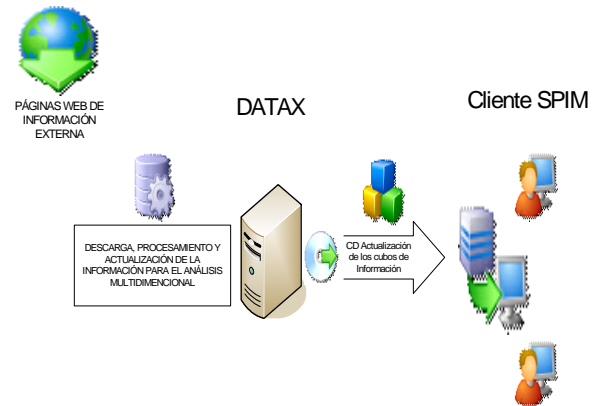 PÁGINAS WEB DE
INFORMACIÓN
EXTERNA
DATAX
Cliente SPIM
DESCARGA, PROCESAMIENTO Y
ACTUALIZACIÓN DE LA
INFORMACIÓN PARA EL ANÁLISIS
MULTIDIMENCIONAL
CD Actualización
de los cubos de
Información